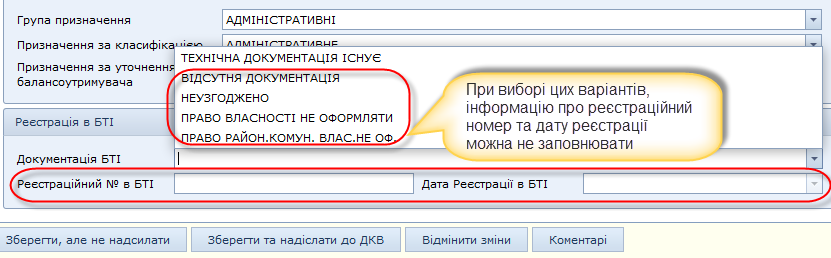 Група призначення
АДМІНІСТРАТИВНІ
Призначення за класифікацією
АДМІНІСТРАТИВНЕ
Призначення за уточнення
балансоутримувача
ТЕХНІЧНА ДОКУМЕНТАЦІЯ ІСНУЄ
ВІДСУТНЯ ДОКУМЕНТАЦІЯ
НЕУЗГОДЖЕНО
ПРАВО ВЛАСНОСТІ НЕ ОФОРМЛЯТИ
ПРАВО РАЙОН.КОМУН. ВЛАС.НЕ ОФ.
При виборі цих варіантів,
інформацію про реєстраційний
номер та дату реєстрації
можна не заповнювати
Реєстрація в БТІ
Документація БТІ
Реєстраційний № в БТІ
Дата Реєстрації в БТІ
Зберегти, але не надсилати
Зберегти та надіслати до ДКВ
Відмінити зміни
Коментарі